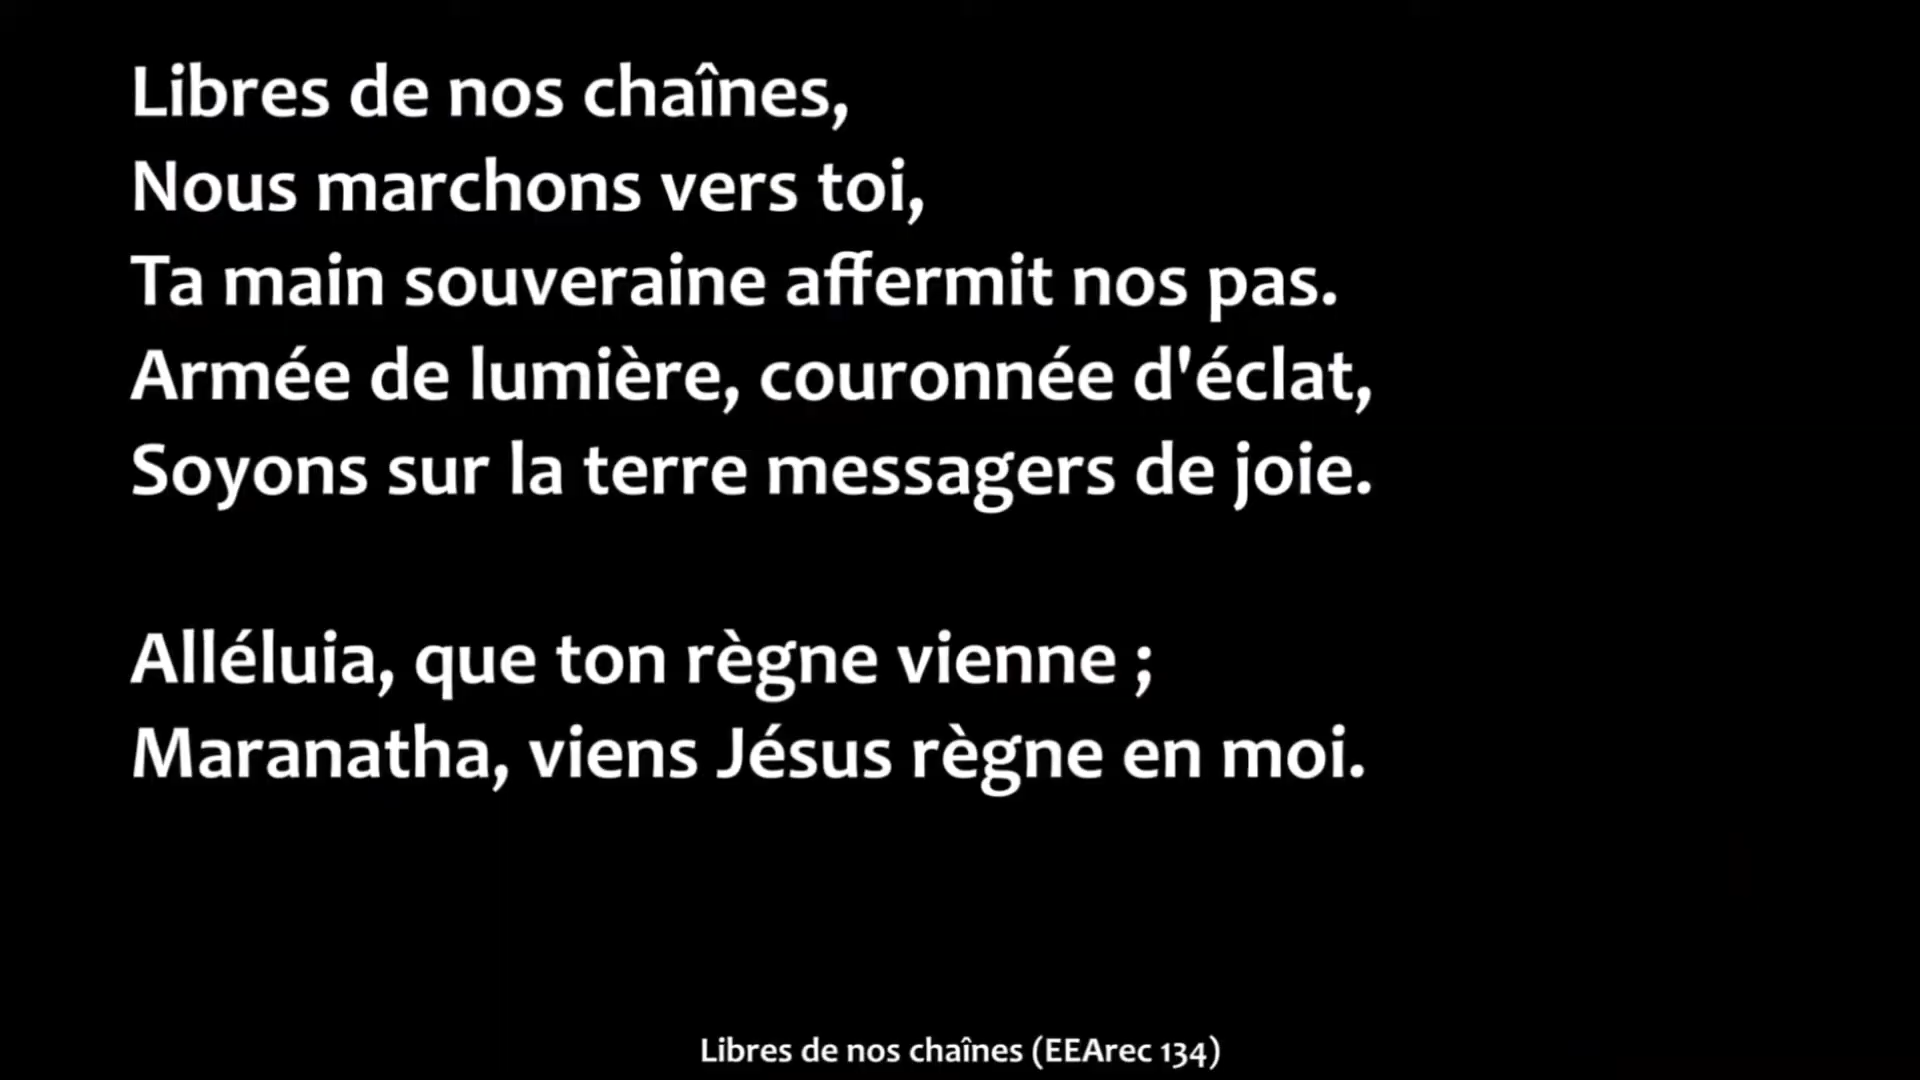 Libres de nos chaînes,
Nous marchons vers toi,
Ta main souveraine affermit nos pas.
Armée de lumière, couronnée d'éclat,
Soyons sur la terre messagers de joie.
Alléluia, que ton règne vienne ;
Maranatha, viens Jésus règne en moi.
Libres de nos chaînes (EEArec 134)